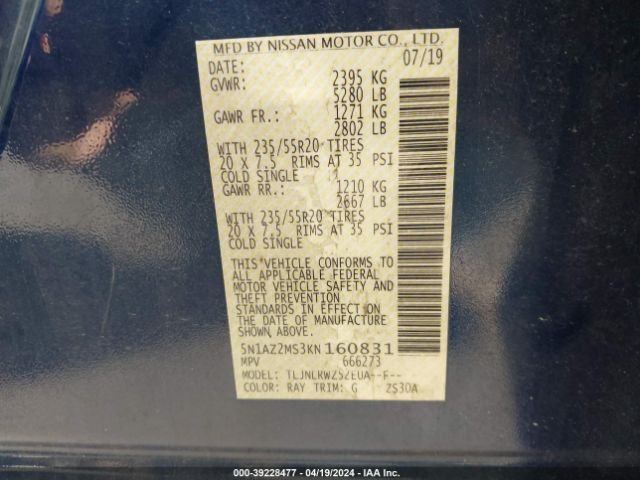 MFD BY NISSAN MOTOR CO., LTD.
DATE: 07/19
GVWR: 2395 KG
5280 LB
GAWR FR.: 1271 KG
2802 LB
WITH 235/55R20 TIRES
20 X 7.5 RIMS AT 35 PSI
COLD SINGLE
GAWR RR.: 1210 KG
2667 LB
WITH 235/55R20 TIRES
20 X 7.5 RIMS AT 35 PSI
COLD SINGLE
THIS VEHICLE CONFORMS TO
ALL APPLICABLE FEDERAL
MOTOR VEHICLE SAFETY AND
THEFT PREVENTION
STANDARDS IN EFFECT ON
THE DATE OF MANUFACTURE
SHOWN ABOVE.
5N1AZ2MS3KN160831
MPV 666273
MODEL: TLJNLRWZ52EUA--F--
COLOR: RAY TRIM: G ZS30A
000-39228477 - 04/19/2024 - IAA Inc.